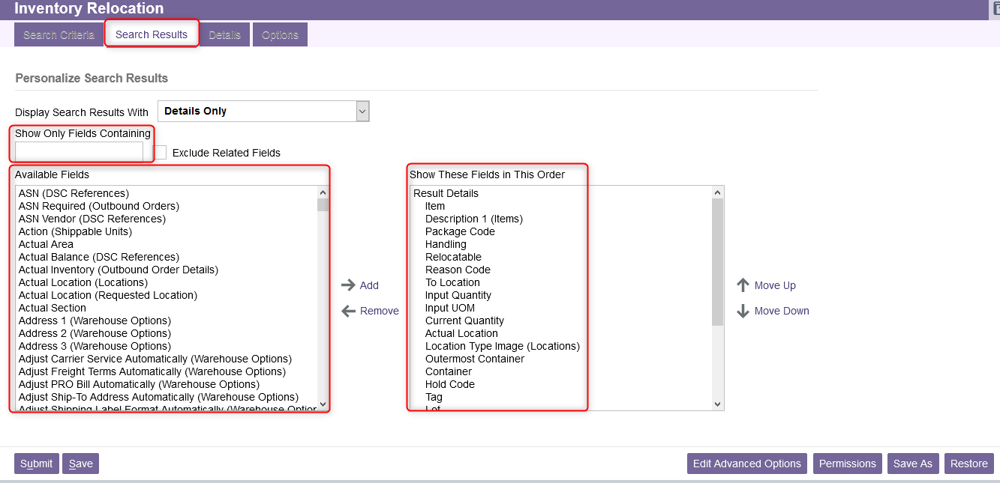 Inventory Relocation
Search Criteria
Search Results
Details
Options
Personalize Search Results
Display Search Results With
Details Only
Show Only Fields Containing
Exclude Related Fields
Available Fields
ASN (DSC References)
ASN Required (Outbound Orders)
ASN Vendor (DSC References)
Action (Shippable Units)
Actual Area
Actual Balance (DSC References)
Actual Inventory (Outbound Order Details)
Actual Location (Locations)
Actual Location (Requested Location)
Actual Section
Address 1 (Warehouse Options)
Address 2 (Warehouse Options)
Address 3 (Warehouse Options)
Adjust Carrier Service Automatically (Warehouse Options)
Adjust Freight Terms Automatically (Warehouse Options)
Adjust PRO Bill Automatically (Warehouse Options)
Adjust Ship-To Address Automatically (Warehouse Options)
Adjust Shipping Label Format Automatically (Warehouse Option
Add
Remove
Show These Fields in This Order
Result Details
Item
Description 1 (Items)
Package Code
Handling
Relocatable
Reason Code
To Location
Input Quantity
Input UOM
Current Quantity
Actual Location
Location Type Image (Locations)
Outermost Container
Container
Hold Code
Tag
Lot
Move Up
Move Down
Submit
Save
Edit Advanced Options
Permissions
Save As
Restore